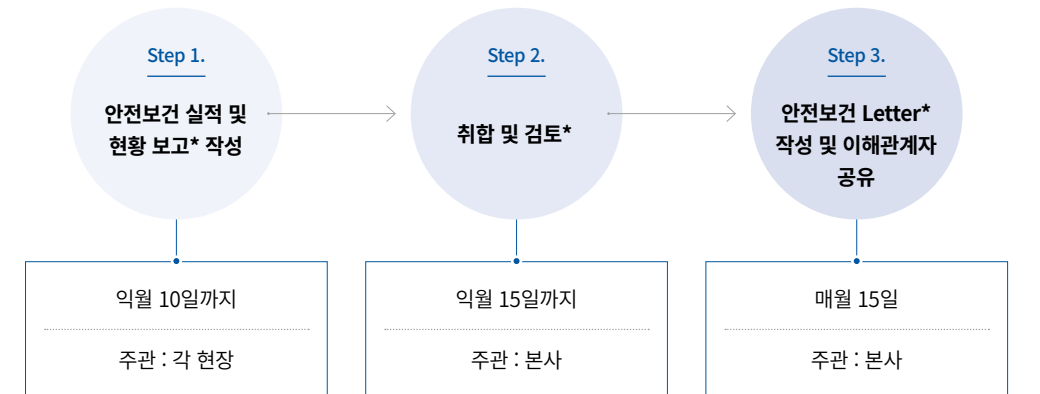 Step 1.
안전보건 실적 및
현황 보고* 작성
익월 10일까지
주관 : 각 현장
Step 2.
취합 및 검토*
익월 15일까지
주관 : 본사
Step 3.
안전보건 Letter*
작성 및 이해관계자
공유
매월 15일
주관 : 본사